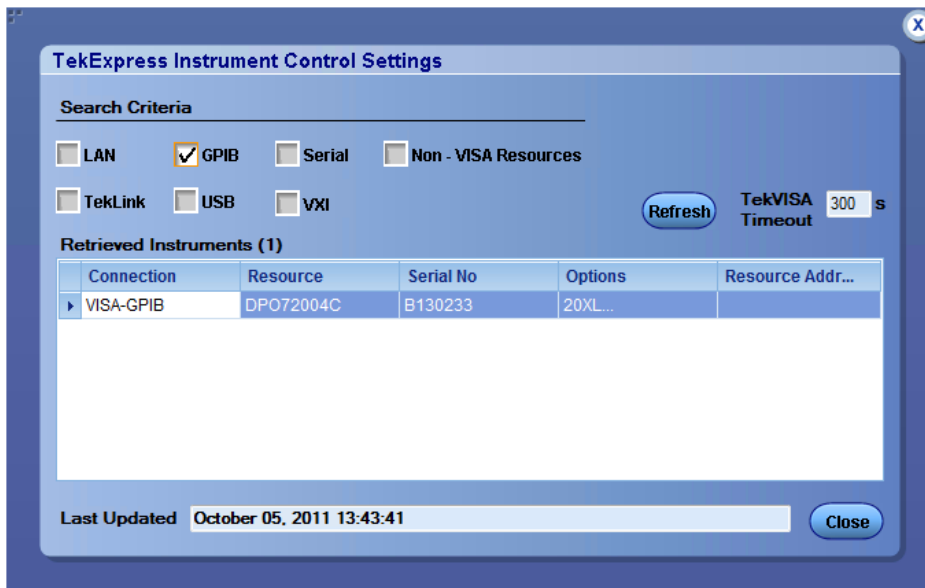 X
TekExpress Instrument Control Settings
Search Criteria
LAN GPIB Serial Non - VISA Resources
TekLink USB VXI
Refresh
TekVISA Timeout 300 s
Retrieved Instruments (1)
Connection Resource Serial No Options Resource Addr...
VISA-GPIB DPO72004C B130233 20XL...
Last Updated October 05, 2011 13:43:41
Close